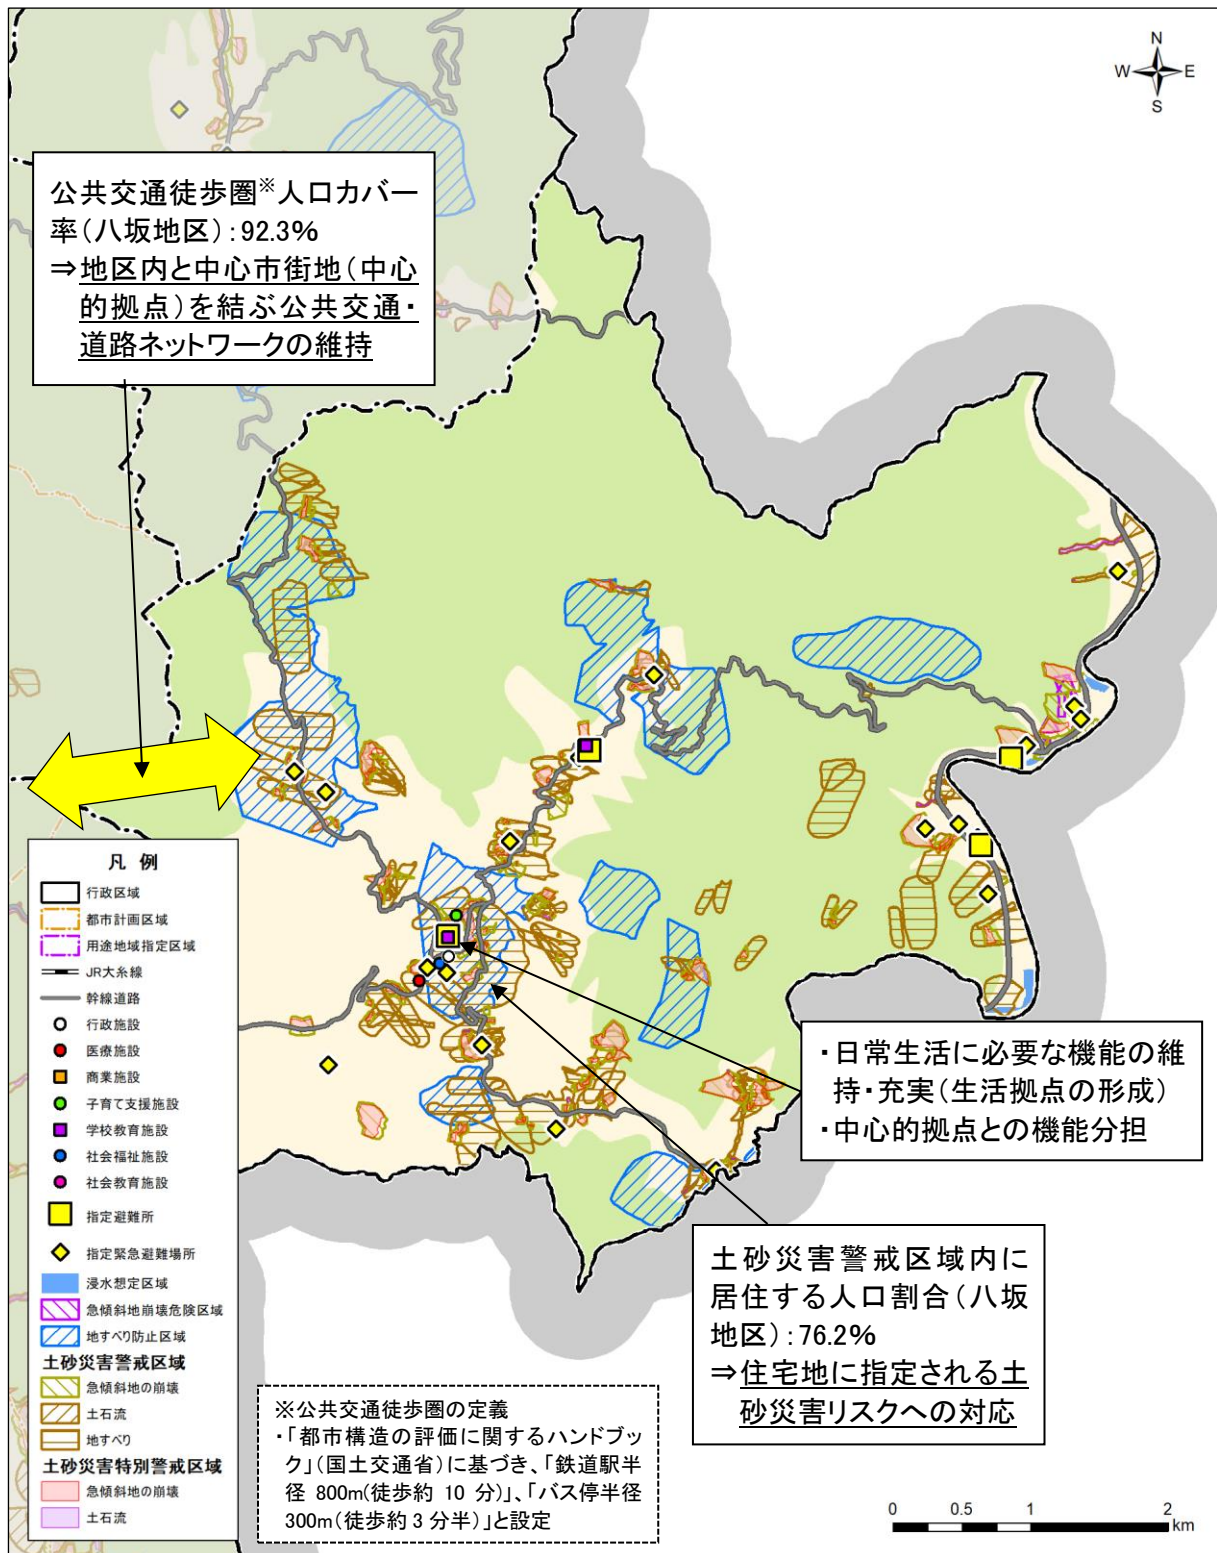 N
W E
S
公共交通徒歩圏※人口カバー
率(八坂地区):92.3%
⇒地区内と中心市街地(中心
的拠点)を結ぶ公共交通・
道路ネットワークの維持
凡 例
行政区域
都市計画区域
用途地域指定区域
JR大糸線
幹線道路
行政施設
医療施設
商業施設
子育て支援施設
学校教育施設
社会福祉施設
社会教育施設
指定避難所
指定緊急避難場所
浸水想定区域
急傾斜地崩壊危険区域
地すべり防止区域
土砂災害警戒区域
急傾斜地の崩壊
土石流
地すべり
土砂災害特別警戒区域
急傾斜地の崩壊
土石流
・日常生活に必要な機能の維
持・充実(生活拠点の形成)
・中心的拠点との機能分担
土砂災害警戒区域内に
居住する人口割合(八坂
地区):76.2%
⇒住宅地に指定される土
砂災害リスクへの対応
※公共交通徒歩圏の定義
・「都市構造の評価に関するハンドブッ
ク」(国土交通省)に基づき、「鉄道駅半
径 800m(徒歩約 10 分)」、「バス停半径
300m(徒歩約 3 分半)」と設定
0 0.5 1 2
km